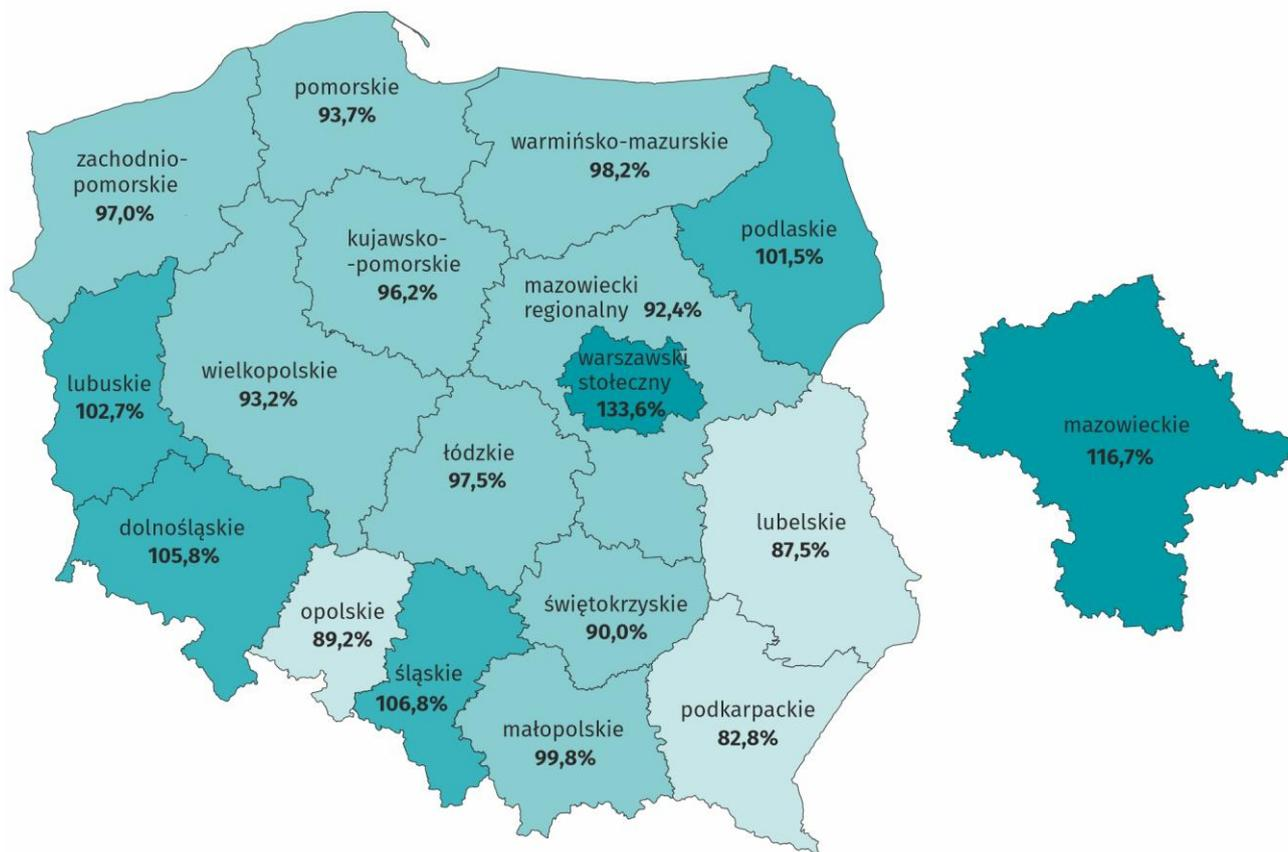 pomorskie
93,7%
warmińsko-mazurskie
98,2%
zachodnio-
pomorskie
97,0%
kujawsko-
-pomorskie
96,2%
podlaskie
101,5%
mazowiecki
regionalny 92,4%
warszawski
stołeczny
133,6%
lubuskie
102,7%
wielkopolskie
93,2%
łódzkie
97,5%
mazowieckie
116,7%
dolnośląskie
105,8%
lubelskie
87,5%
opolskie
89,2%
świętokrzyskie
90,0%
śląskie
106,8%
małopolskie
99,8%
podkarpackie
82,8%